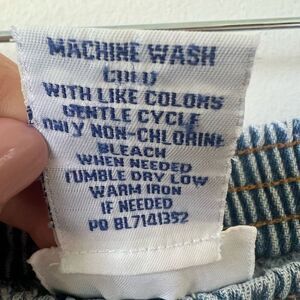 MACHINE WASH
COLD
WITH LIKE COLORS
GENTLE CYCLE
ONLY NON-CHLORINE
BLEACH
WHEN NEEDED
TUMBLE DRY LOW
WARM IRON
IF NEEDED
PO BL7141352